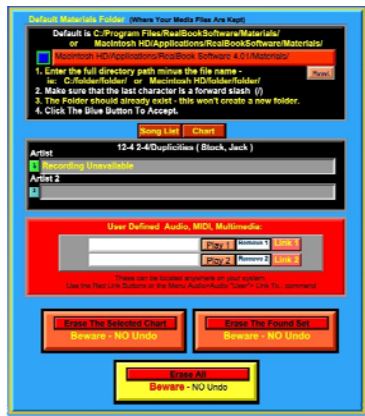 Default Materials Folder (Where Your Media Files Are Kept)
Default is C:/Program Files/RealBookSoftware/Materials/
or Macintosh HD/Applications/RealBookSoftware/Materials/
Macintosh HD/Applications/RealBook Software 4.01/Materials/
1. Enter the full directory path minus the file name -
ie: C:/folder/folder/ or Macintosh HD/folder/folder/
2. Make sure that the last character is a forward slash (/)
3. The Folder should already exist - this won't create a new folder.
4. Click The Blue Button To Accept.
Song List Chart
12-4 2-4/Duplicities ( Block, Jack )
Artist
1 Recording Unavailable
Artist 2
2
User Defined Audio, MIDI, Multimedia:
Play 1 Remove 1 Link 1
Play 2 Remove 2 Link 2
These can be located anywhere on your system
Use the Red Link Buttons or the Menu Audio>Audio "User"> Link To.. command
Erase The Selected Chart Erase The Found Set
Beware - NO Undo Beware - NO Undo
Erase All
Beware - NO Undo